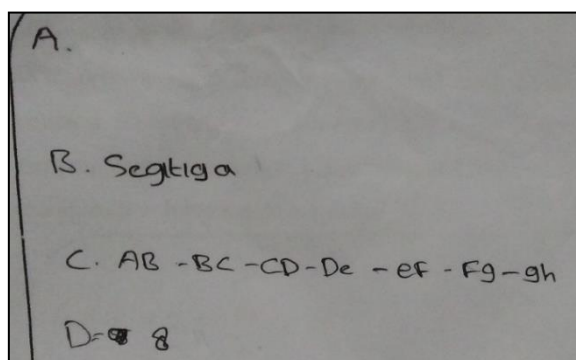 A.
B. Segitiga
C. AB - BC - CD - De - eF - Fg - gh
D = 8